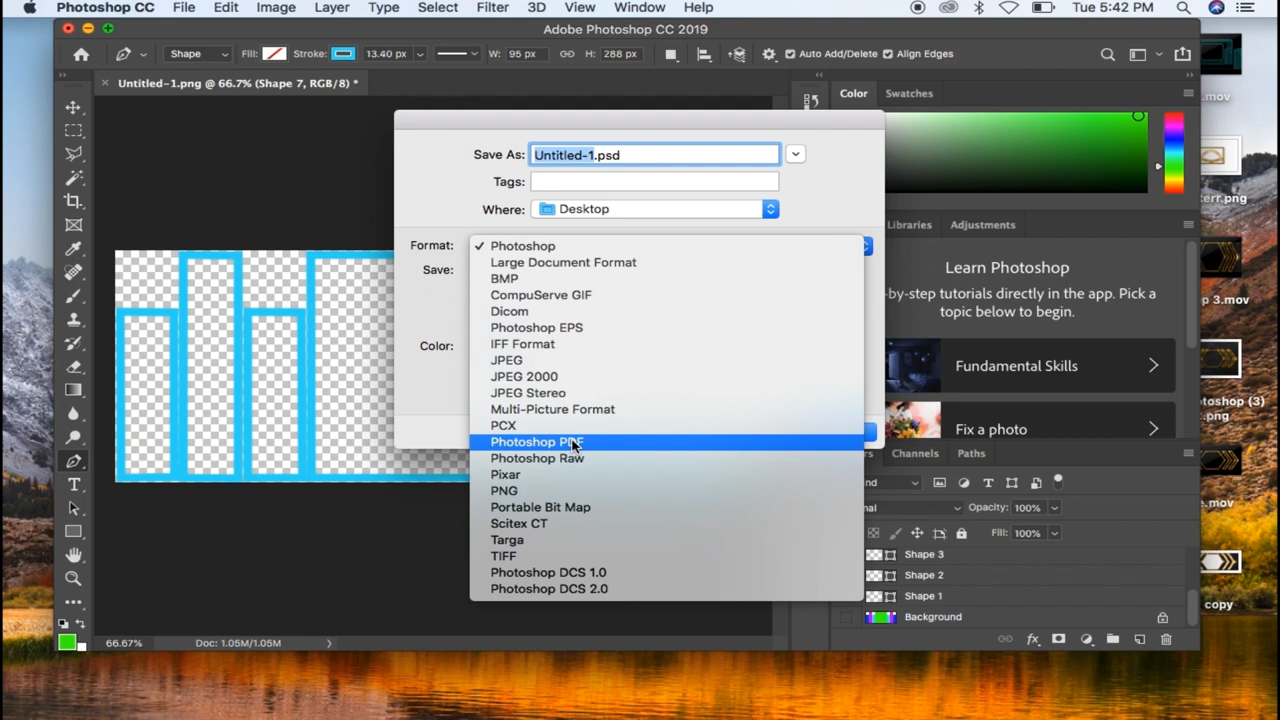 Photoshop CC File Edit Image Layer Type Select Filter 3D View Window Help Tue 5:42 PM
Adobe Photoshop CC 2019
Shape Fill: Stroke: 13.40 px W: 95 px H: 288 px Auto Add/Delete Align Edges
Untitled-1.png @ 66.7% (Shape 7, RGB/8) *
Color Swatches
.mov
Save As: Untitled-1.psd
Tags:
Where: Desktop
Format: Photoshop
Large Document Format
Save:
BMP
CompuServe GIF
Dicom
Photoshop EPS
IFF Format
Color:
JPEG
JPEG 2000
JPEG Stereo
Multi-Picture Format
PCX
Photoshop PDF
Photoshop Raw
Pixar
PNG
Portable Bit Map
Scitex CT
Targa
TIFF
Photoshop DCS 1.0
Photoshop DCS 2.0
Libraries Adjustments
Learn Photoshop
-by-step tutorials directly in the app. Pick a
topic below to begin.
Fundamental Skills
Fix a photo
Channels Paths
Opacity: 100%
Fill: 100%
Shape 3
Shape 2
Shape 1
Background
66.67% Doc: 1.05M/1.05M
err.png
p 3.mov
toshop (3)
.png
e.mov
copy